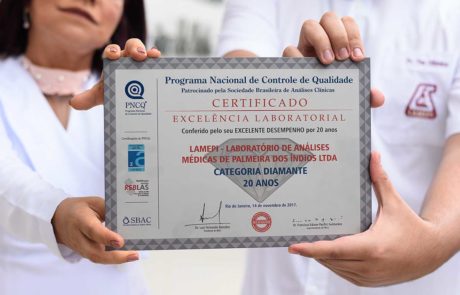 Programa Nacional de Controle de Qualidade
Patrocinado pela Sociedade Brasileira de Análises Clínicas
CERTIFICADO
EXCELÊNCIA LABORATORIAL
Conferido pelo seu EXCELENTE DESEMPENHO por 20 anos
LAMEPI - LABORATÓRIO DE ANÁLISES
MÉDICAS DE PALMEIRA DOS ÍNDIOS LTDA
CATEGORIA DIAMANTE
20 ANOS
Rio de Janeiro, 14 de novembro de 2017.
PNCQ
REBLAS
SBAC
LAMEPI